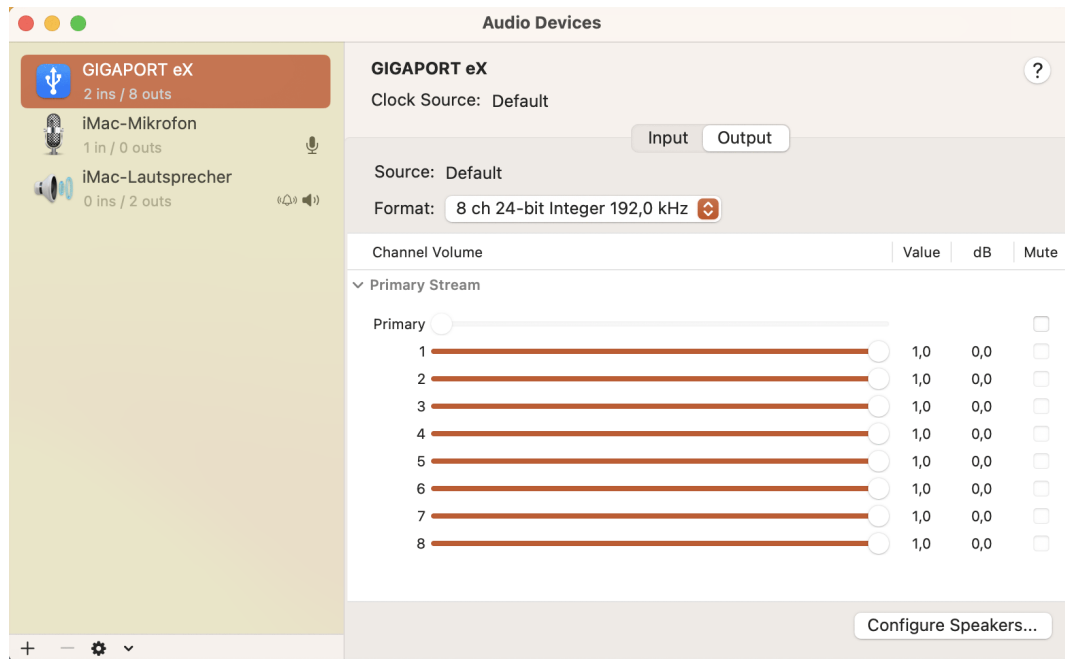 Audio Devices
GIGAPORT eX
2 ins / 8 outs
iMac-Mikrofon
1 in / 0 outs
iMac-Lautsprecher
0 ins / 2 outs
GIGAPORT eX
?
Clock Source: Default
Input Output
Source: Default
Format: 8 ch 24-bit Integer 192,0 kHz
Channel Volume Value dB Mute
Primary Stream
Primary
1 1,0 0,0
2 1,0 0,0
3 1,0 0,0
4 1,0 0,0
5 1,0 0,0
6 1,0 0,0
7 1,0 0,0
8 1,0 0,0
Configure Speakers...